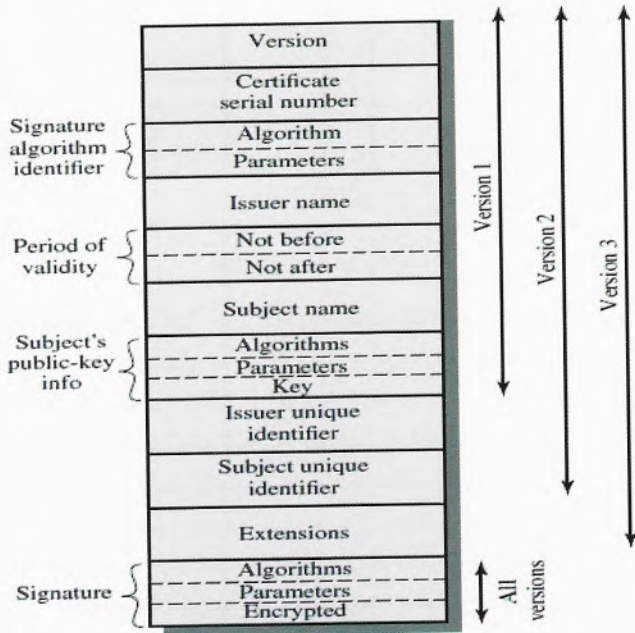 Version
Certificate
serial number
Signature
algorithm
identifier
Algorithm
Parameters
Issuer name
Period of
validity
Not before
Not after
Subject name
Subject's
public-key
info
Algorithms
Parameters
Key
Issuer unique
identifier
Subject unique
identifier
Extensions
Signature
Algorithms
Parameters
Encrypted
Version 1
Version 2
Version 3
All
versions